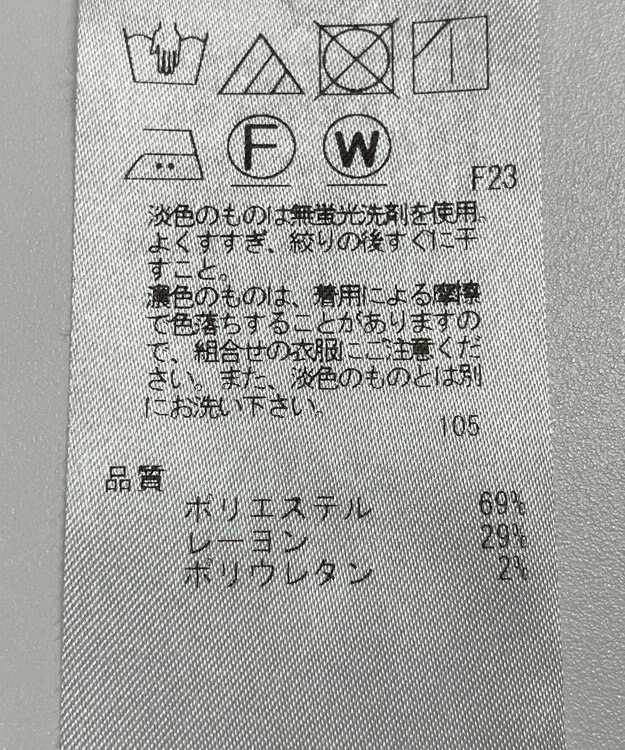 F W
F23
淡色のものは無蛍光洗剤を使用。
よくすすぎ、絞りの後すぐに干
すこと。
濃色のものは、着用による摩擦
で色落ちすることがありますの
で、組合せの衣服にご注意くだ
さい。また、淡色のものとは別
にお洗い下さい。
105
品質
ポリエステル 69%
レーヨン 29%
ポリウレタン 2%